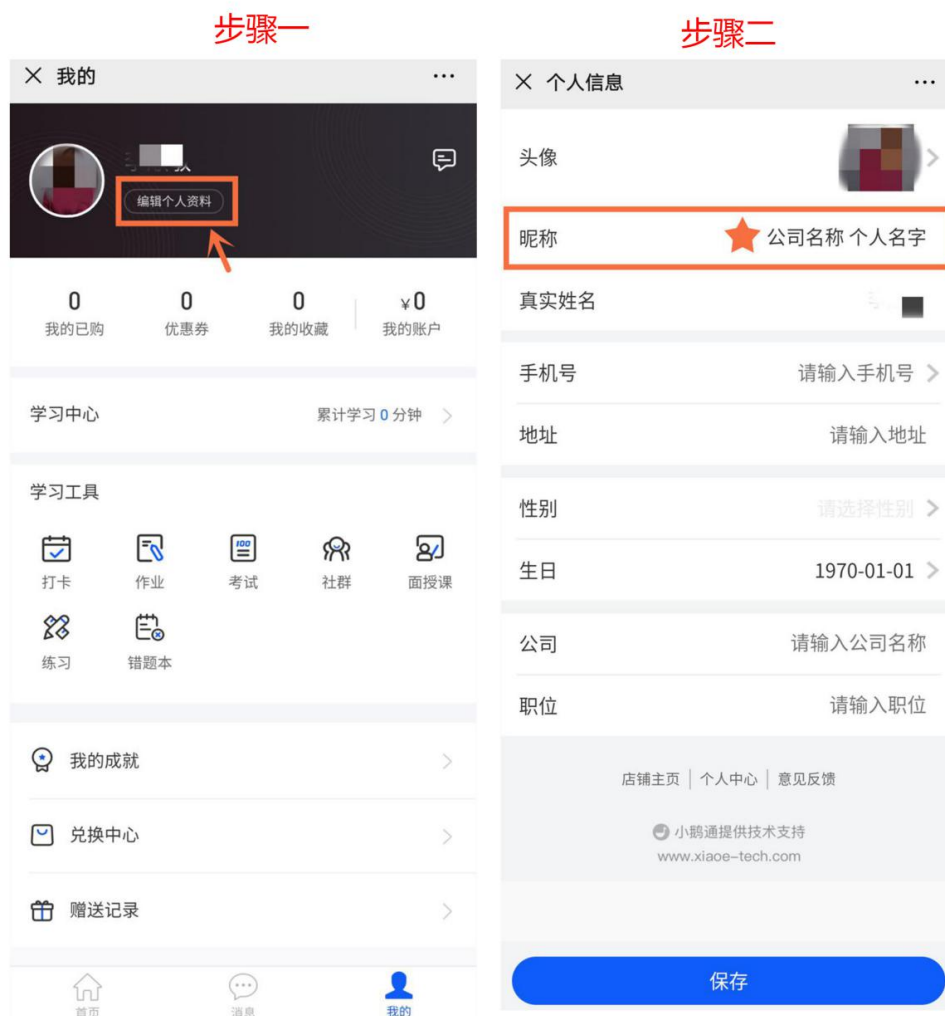 步骤一
我的
编辑个人资料
0
我的已购
0
优惠券
0
我的收藏
¥0
我的账户
学习中心
累计学习 0 分钟
学习工具
打卡
作业
100
考试
社群
面授课
练习
错题本
我的成就
兑换中心
赠送记录
首页
消息
我的
步骤二
个人信息
头像
昵称
公司名称 个人名字
真实姓名
手机号
请输入手机号
地址
请输入地址
性别
请选择性别
生日
1970-01-01
公司
请输入公司名称
职位
请输入职位
店铺主页 | 个人中心 | 意见反馈
小鹅通提供技术支持
www.xiaoe-tech.com
保存